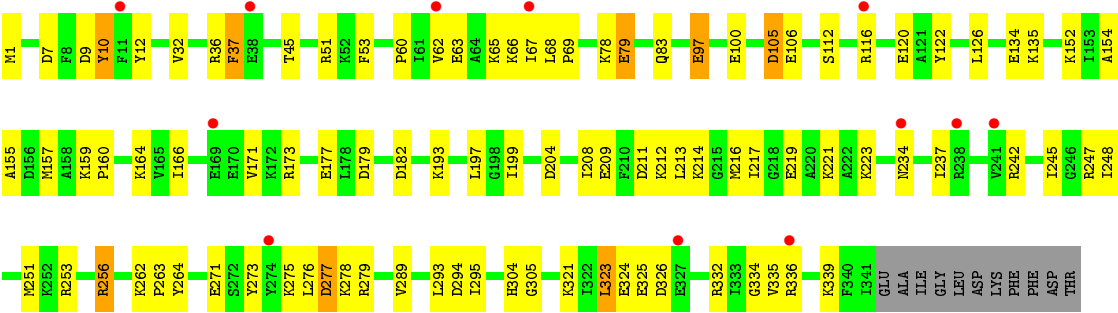 M1 D7 F8 D9 Y10 F11 Y12 V32 R36 F37 E38 T45 R51 K52 F53 P60 I61 V62 E63 A64 K65 K66 I67 L68 P69 K78 E79 Q83 E97 E100 D105 E106 S112 R116 E120 A121 Y122 L126 E134 K135 K152 I153 A154
A155 D156 M157 A158 K159 P160 K164 V165 I166 E169 E170 V171 K172 R173 E177 L178 D179 D182 K193 L197 G198 I199 D204 I208 E209 F210 D211 K212 L213 K214 G215 M216 I217 G218 E219 A220 K221 A222 K223 N234 I237 R238 V241 R242 I245 G246 R247 I248
M251 K252 R253 R256 K262 P263 Y264 E271 S272 Y273 Y274 K275 L276 D277 K278 R279 V289 L293 D294 I295 H304 G305 K321 I322 L323 E324 E325 D326 E327 R332 I333 G334 V335 R336 K339 F340 I341 GLU ALA ILE GLY LEU ASP LYS PHE PHE ASP THR